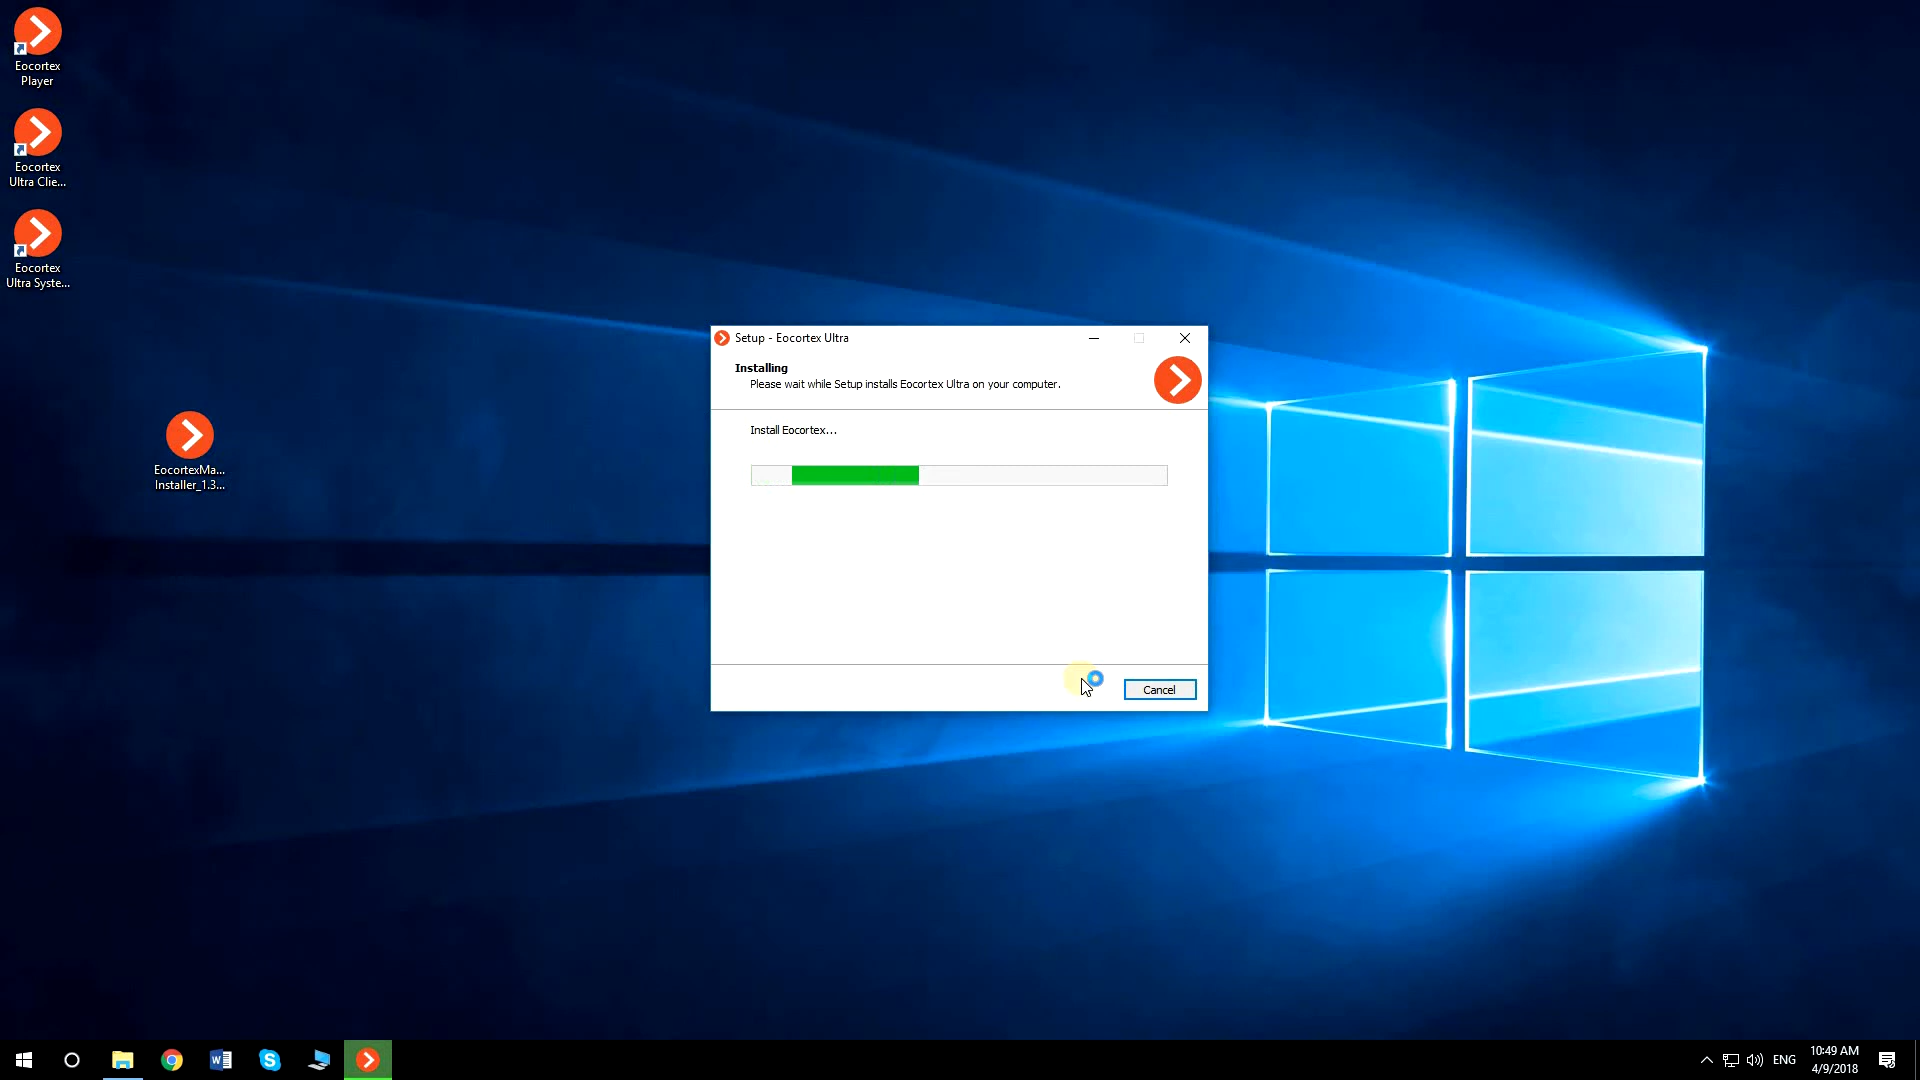 Eocortex
Player
Eocortex
Ultra Clie...
Eocortex
Ultra Syste...
EocortexMa...
Installer_1.3...
Setup - Eocortex Ultra
Installing
Please wait while Setup installs Eocortex Ultra on your computer.
Install Eocortex...
Cancel
ENG
10:49 AM
4/9/2018